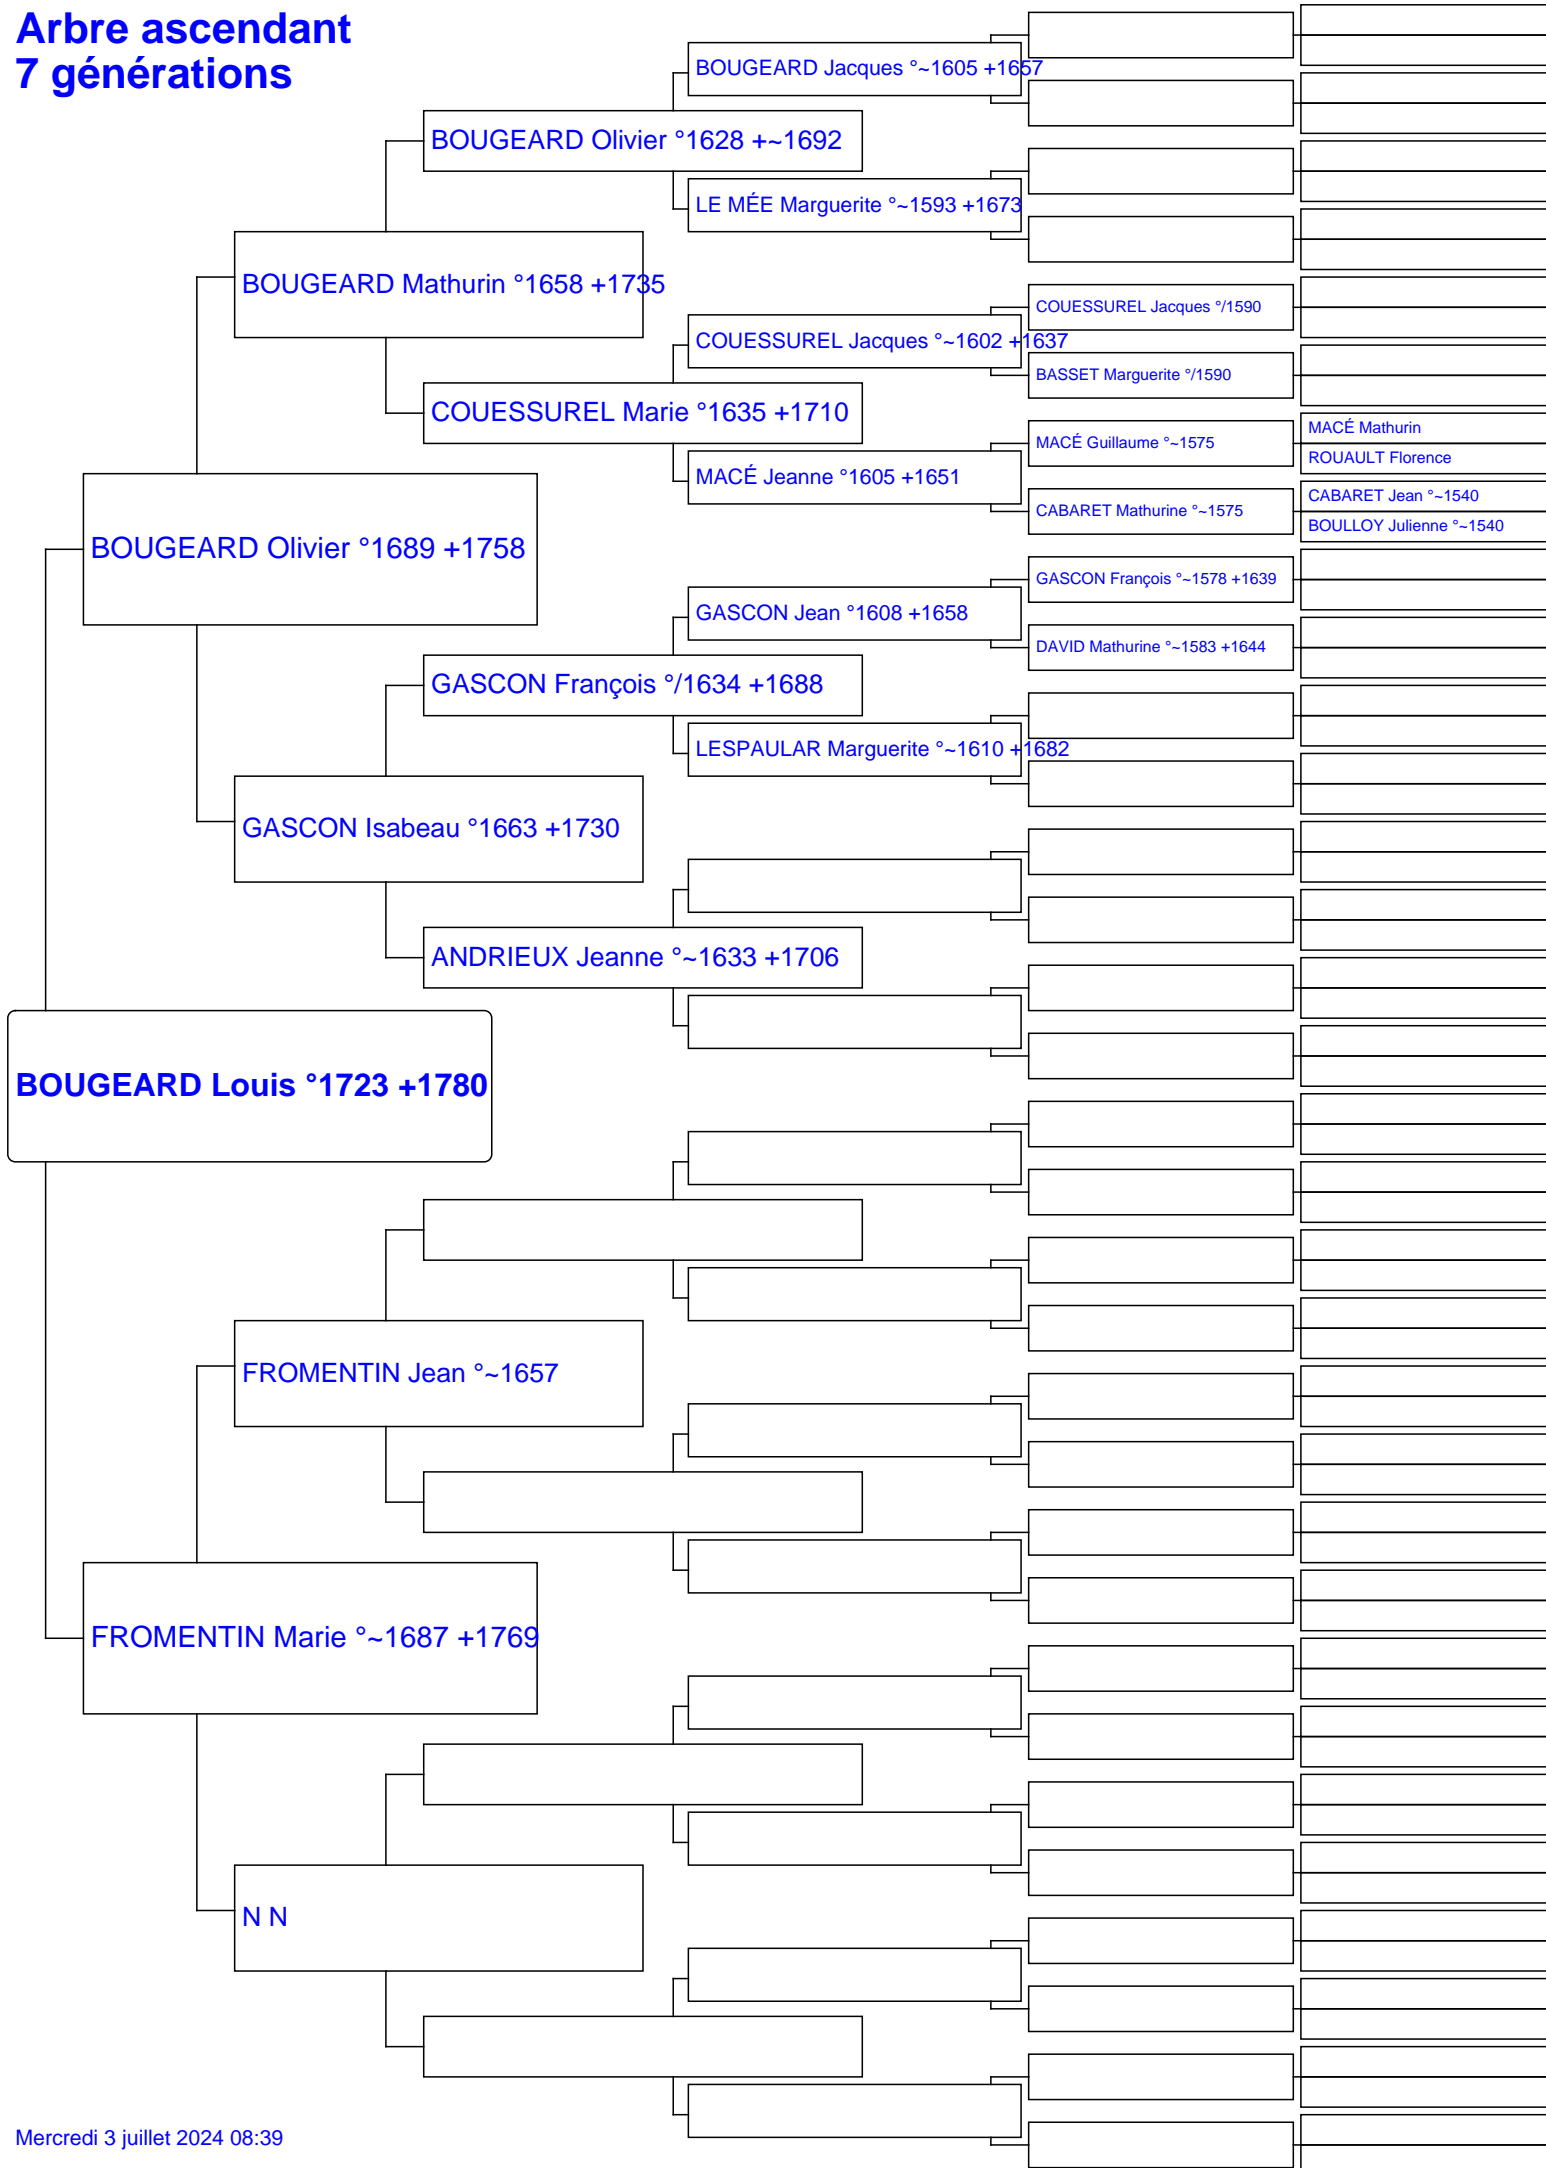 Arbre ascendant
7 générations
BOUGEARD Jacques °~1605 +1657
BOUGEARD Olivier °1628 +~1692
LE MÉE Marguerite °~1593 +1673
BOUGEARD Mathurin °1658 +1735
COUESSUREL Jacques °/1590
COUESSUREL Jacques °~1602 +1637
BASSET Marguerite °/1590
COUESSUREL Marie °1635 +1710
MACÉ Mathurin
MACÉ Guillaume °~1575
ROUAULT Florence
MACÉ Jeanne °1605 +1651
CABARET Jean °~1540
CABARET Mathurine °~1575
BOULLOY Julienne °~1540
BOUGEARD Olivier °1689 +1758
GASCON François °~1578 +1639
GASCON Jean °1608 +1658
DAVID Mathurine °~1583 +1644
GASCON François °/1634 +1688
LESPAULAR Marguerite °~1610 +1682
GASCON Isabeau °1663 +1730
ANDRIEUX Jeanne °~1633 +1706
BOUGEARD Louis °1723 +1780
FROMENTIN Jean °~1657
FROMENTIN Marie °~1687 +1769
N N
Mercredi 3 juillet 2024 08:39